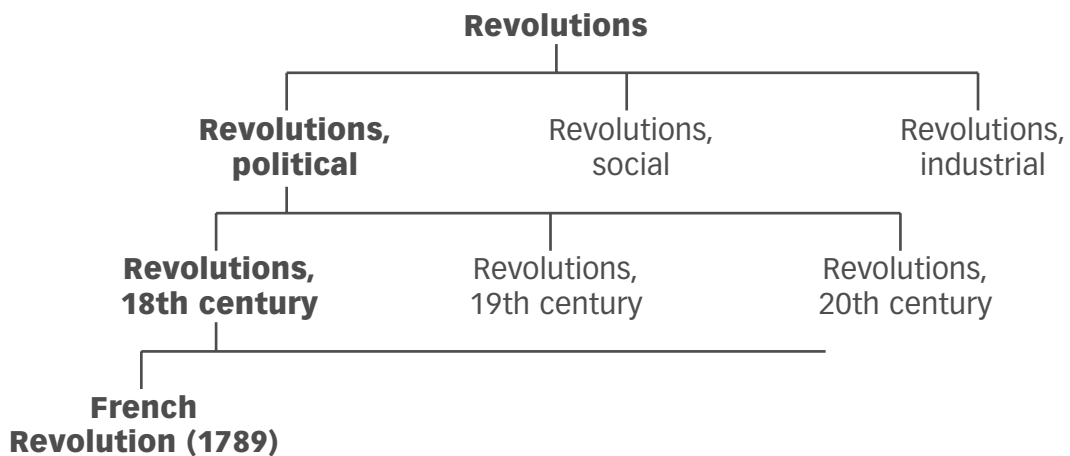 Revolutions
Revolutions,
political
Revolutions,
social
Revolutions,
industrial
Revolutions,
18th century
Revolutions,
19th century
Revolutions,
20th century
French
Revolution (1789)